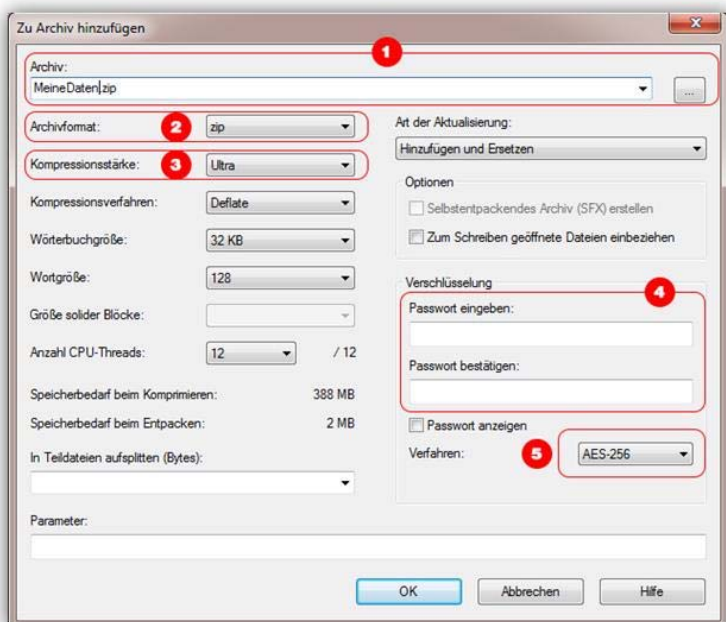 Zu Archiv hinzufügen
1
Archiv:
MeineDaten.zip
...
Archivformat: 2 zip
Kompressionsstärke: 3 Ultra
Kompressionsverfahren: Deflate
Wörterbuchgröße: 32 KB
Wortgröße: 128
Größe solider Blöcke:
Anzahl CPU-Threads: 12 / 12
Speicherbedarf beim Komprimieren: 388 MB
Speicherbedarf beim Entpacken: 2 MB
In Teildateien aufsplitten (Bytes):
Art der Aktualisierung:
Hinzufügen und Ersetzen
Optionen
Selbstentpackendes Archiv (SFX) erstellen
Zum Schreiben geöffnete Dateien einbeziehen
Verschlüsselung
4
Passwort eingeben:
Passwort bestätigen:
Passwort anzeigen
Verfahren: 5 AES-256
Parameter:
OK Abbrechen Hilfe